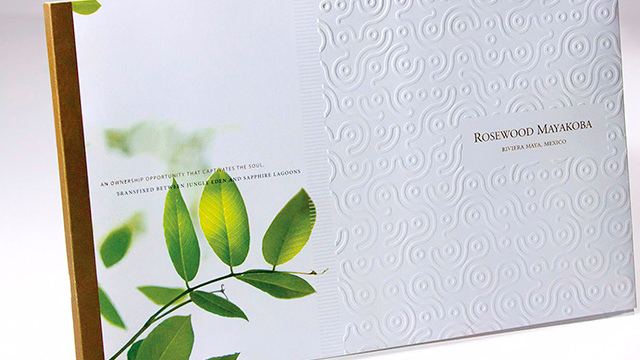 AN OWNERSHIP OPPORTUNITY THAT CAPTIVATES THE SOUL.
TRANSFIXED BETWEEN JUNGLE EDEN AND SAPPHIRE LAGOONS
ROSEWOOD MAYAKOBA
RIVIERA MAYA, MEXICO